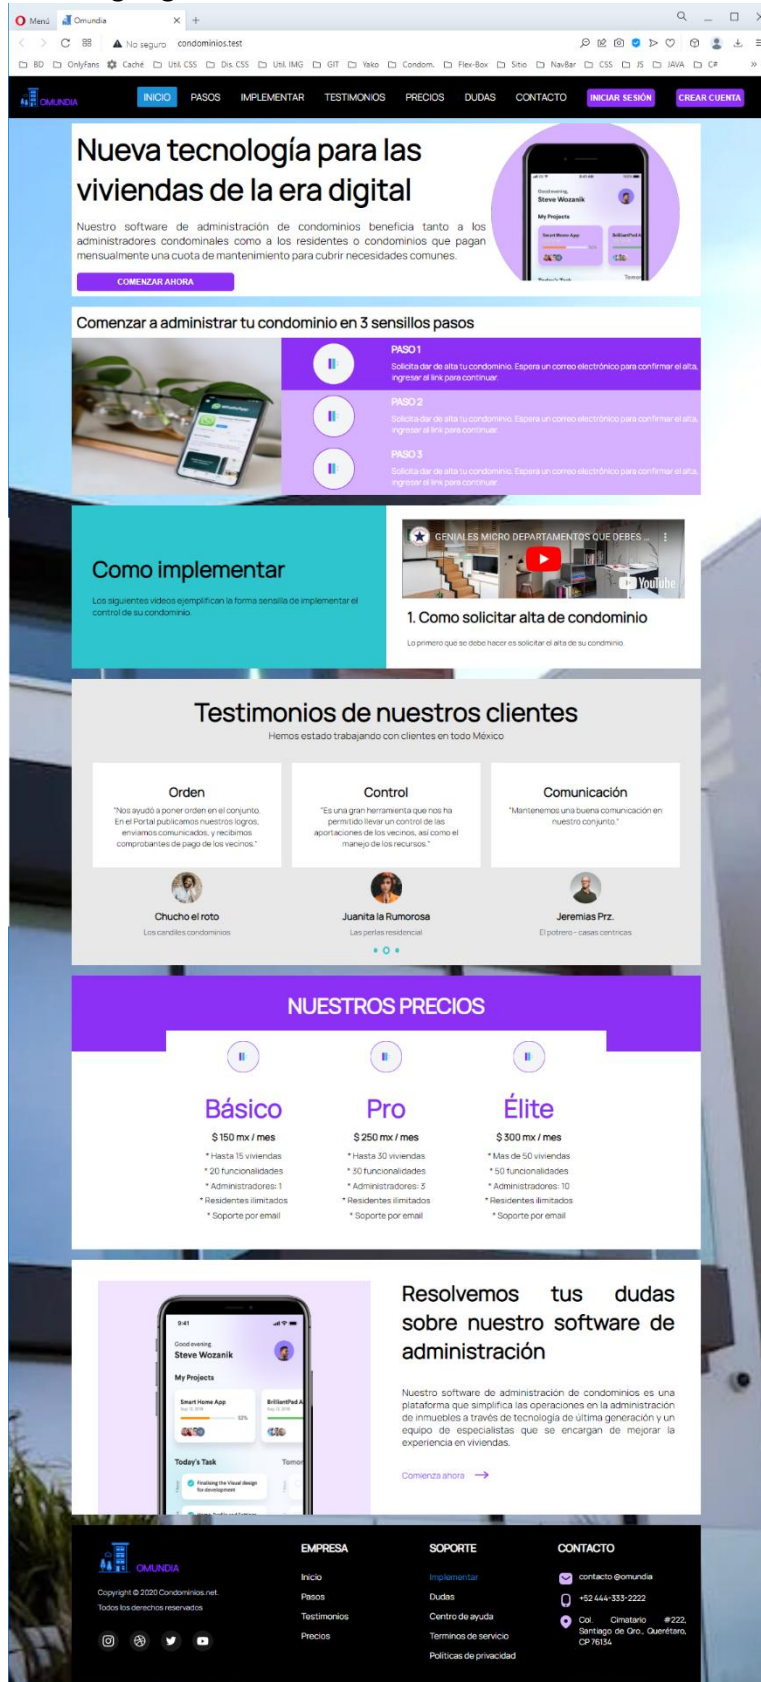 Menú
Omundia
No seguro condominios.test
BD
Onlyfans
Caché
Util. CSS
Dis. CSS
Util. IMG
GIT
Yako
Condom.
Flex-Box
Sitio
NavBar
CSS
JS
JAVA
C#
OMUNDIA
INICIO
PASOS
IMPLEMENTAR
TESTIMONIOS
PRECIOS
DUDAS
CONTACTO
INICIAR SESIÓN
CREAR CUENTA
Nueva tecnología para las
viviendas de la era digital
Nuestro software de administración de condominios beneficia tanto a los
administradores condominales como a los residentes o condominios que pagan
mensualmente una cuota de mantenimiento para cubrir necesidades comunes.
COMENZAR AHORA
Good evening,
Steve Wozanik
My Projects
Smart Home App
BrilliantPad A
Today's Task
Tomor
Comenzar a administrar tu condominio en 3 sensillos pasos
PASO 1
Solicita dar de alta tu condominio. Espera un correo electrónico para confirmar el alta,
ingresar al link para continuar.
PASO 2
Solicita dar de alta tu condominio. Espera un correo electrónico para confirmar el alta,
ingresar al link para continuar.
PASO 3
Solicita dar de alta tu condominio. Espera un correo electrónico para confirmar el alta,
ingresar al link para continuar.
Como implementar
Los siguientes videos ejemplifican la forma sensilla de implementar el
control de su condominio.
GENIALES MICRO DEPARTAMENTOS QUE DEBES ...
YouTube
1. Como solicitar alta de condominio
Lo primero que se debe hacer es solicitar el alta de su condminio.
Testimonios de nuestros clientes
Hemos estado trabajando con clientes en todo México
Orden
"Nos ayudó a poner orden en el conjunto.
En el Portal publicamos nuestros logros,
enviamos comunicados, y recibimos
comprobantes de pago de los vecinos."
Chucho el roto
Los candiles condominios
Control
"Es una gran herramienta que nos ha
permitido llevar un control de las
aportaciones de los vecinos, así como el
manejo de los recursos."
Juanita la Rumorosa
Las perlas residencial
Comunicación
"Mantenemos una buena comunicación en
nuestro conjunto."
Jeremias Prz.
El potrero - casas centricas
NUESTROS PRECIOS
Básico
$ 150 mx / mes
* Hasta 15 viviendas
* 20 funcionalidades
* Administradores: 1
* Residentes ilimitados
* Soporte por email
Pro
$ 250 mx / mes
* Hasta 30 viviendas
* 30 funcionalidades
* Administradores: 3
* Residentes ilimitados
* Soporte por email
Élite
$ 300 mx / mes
* Mas de 50 viviendas
* 50 funcionalidades
* Administradores: 10
* Residentes ilimitados
* Soporte por email
9:41
Good evening,
Steve Wozanik
My Projects
Smart Home App
BrilliantPad A
52%
Today's Task
Tomor
Finalising the Visual design
for development
Resolvemos tus dudas
sobre nuestro software de
administración
Nuestro software de administración de condominios es una
plataforma que simplifica las operaciones en la administración
de inmuebles a través de tecnología de última generación y un
equipo de especialistas que se encargan de mejorar la
experiencia en viviendas.
Comienza ahora
OMUNDIA
Copyright © 2020 Condominios.net.
Todos los derechos reservados
EMPRESA
Inicio
Pasos
Testimonios
Precios
SOPORTE
Implementar
Dudas
Centro de ayuda
Terminos de servicio
Políticas de privacidad
CONTACTO
contacto @omundia
+52 444-333-2222
Col. Cimatario #222,
Santiago de Qro., Querétaro,
CP 76134